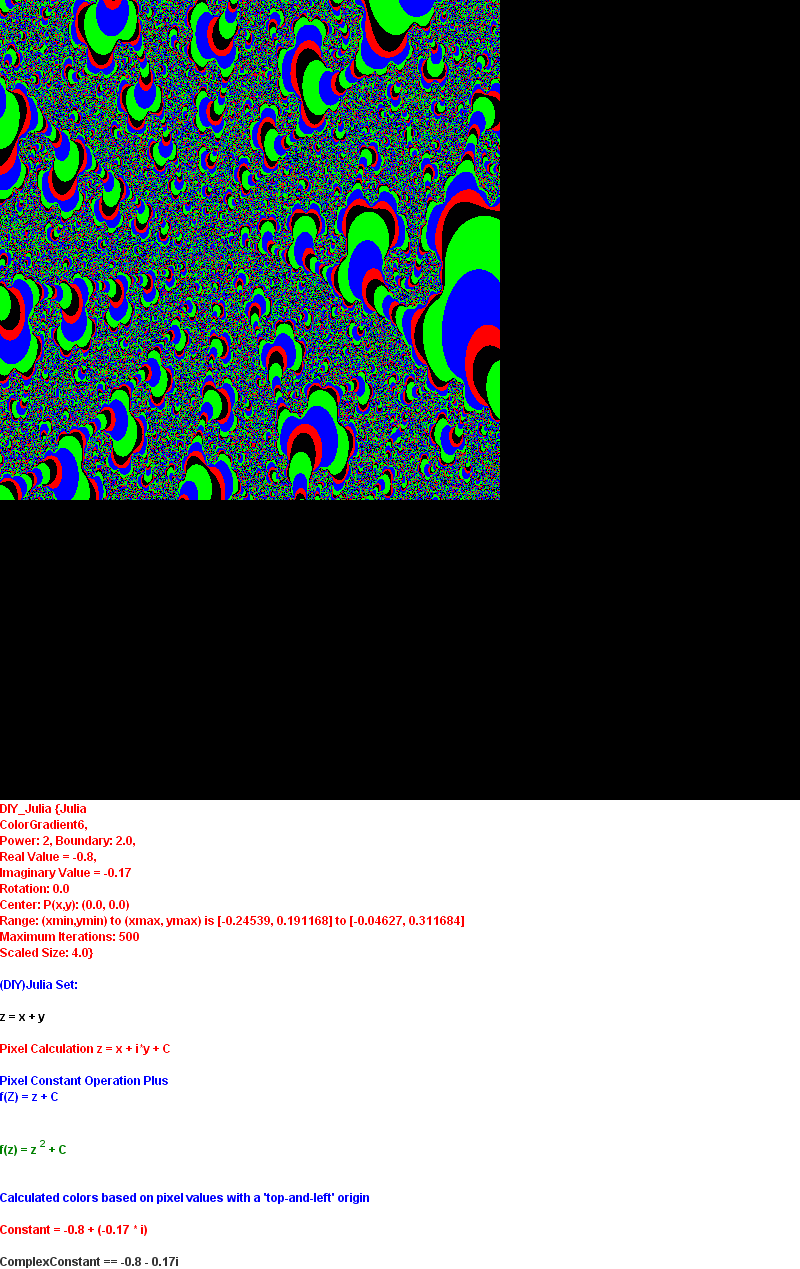 DIY_Julia {Julia
ColorGradient6,
Power: 2, Boundary: 2.0,
Real Value = -0.8,
Imaginary Value = -0.17
Rotation: 0.0
Center: P(x,y): (0.0, 0.0)
Range: (xmin,ymin) to (xmax, ymax) is [-0.24539, 0.191168] to [-0.04627, 0.311684]
Maximum Iterations: 500
Scaled Size: 4.0}
(DIY)Julia Set:
z = x + y
Pixel Calculation z = x + i*y + C
Pixel Constant Operation Plus
f(Z) = z + C
f(z) = z 2 + C
Calculated colors based on pixel values with a 'top-and-left' origin
Constant = -0.8 + (-0.17 * i)
ComplexConstant == -0.8 - 0.17i